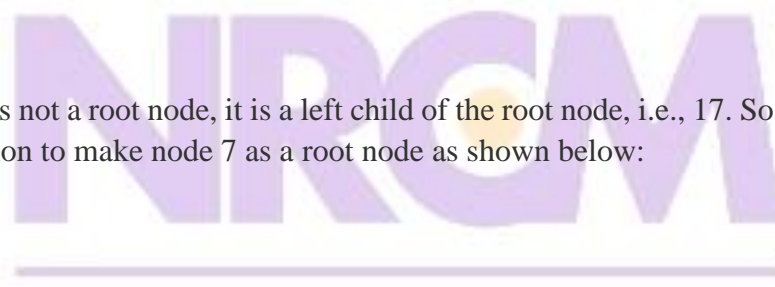 NRCM
s not a root node, it is a left child of the root node, i.e., 17. So
on to make node 7 as a root node as shown below: